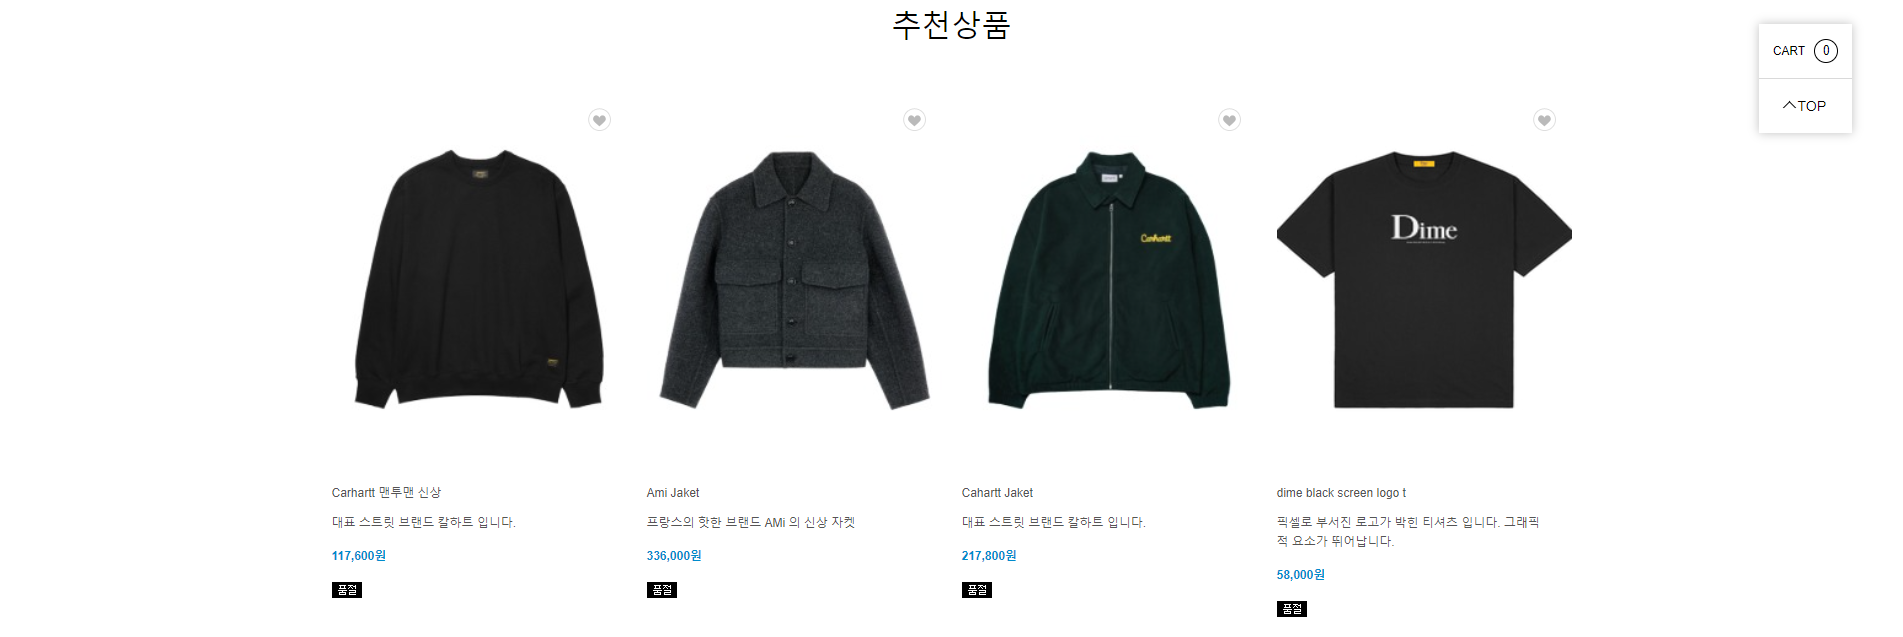 추천상품
CART 0
TOP
Carhartt
Dime
Carhartt 맨투맨 신상
대표 스트릿 브랜드 칼하트 입니다.
117,600원
품절
Ami Jaket
프랑스의 핫한 브랜드 AMi 의 신상 자켓
336,000원
품절
Cahartt Jaket
대표 스트릿 브랜드 칼하트 입니다.
217,800원
품절
dime black screen logo t
픽셀로 부서진 로고가 박힌 티셔츠 입니다. 그래픽
적 요소가 뛰어납니다.
58,000원
품절